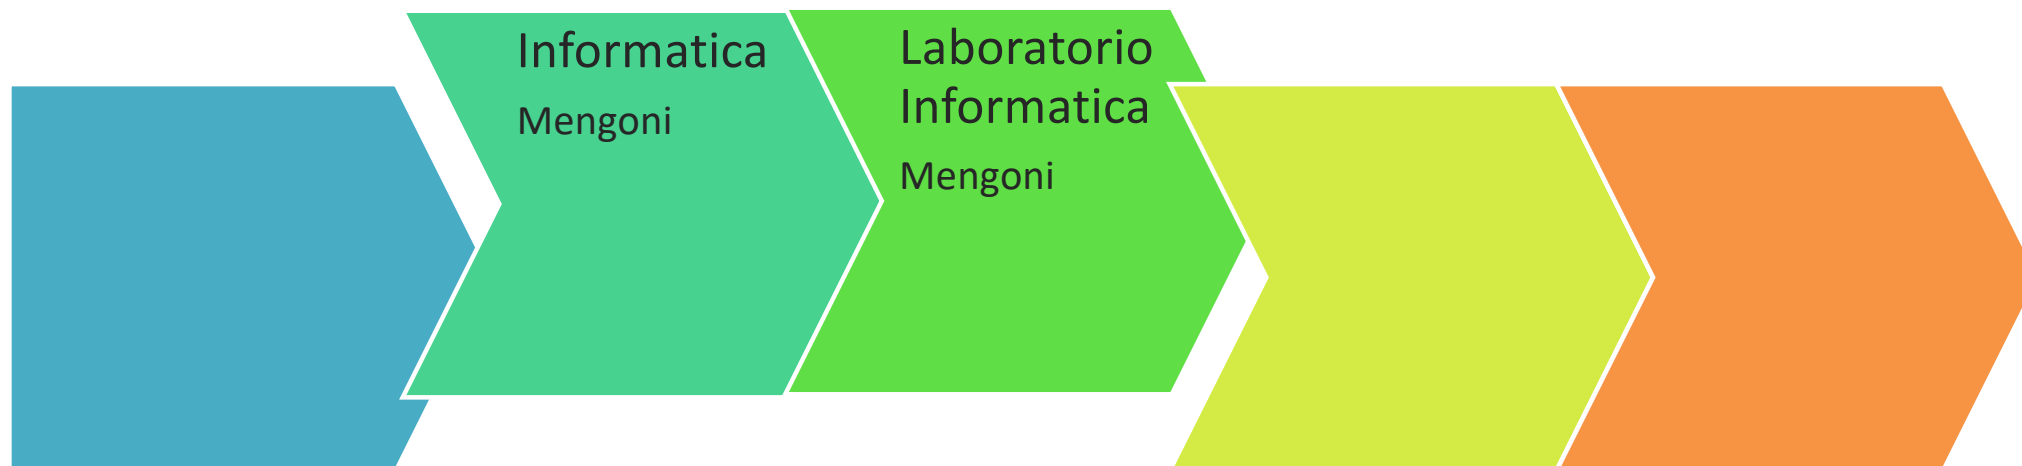 Informatica
Mengoni
Laboratorio
Informatica
Mengoni